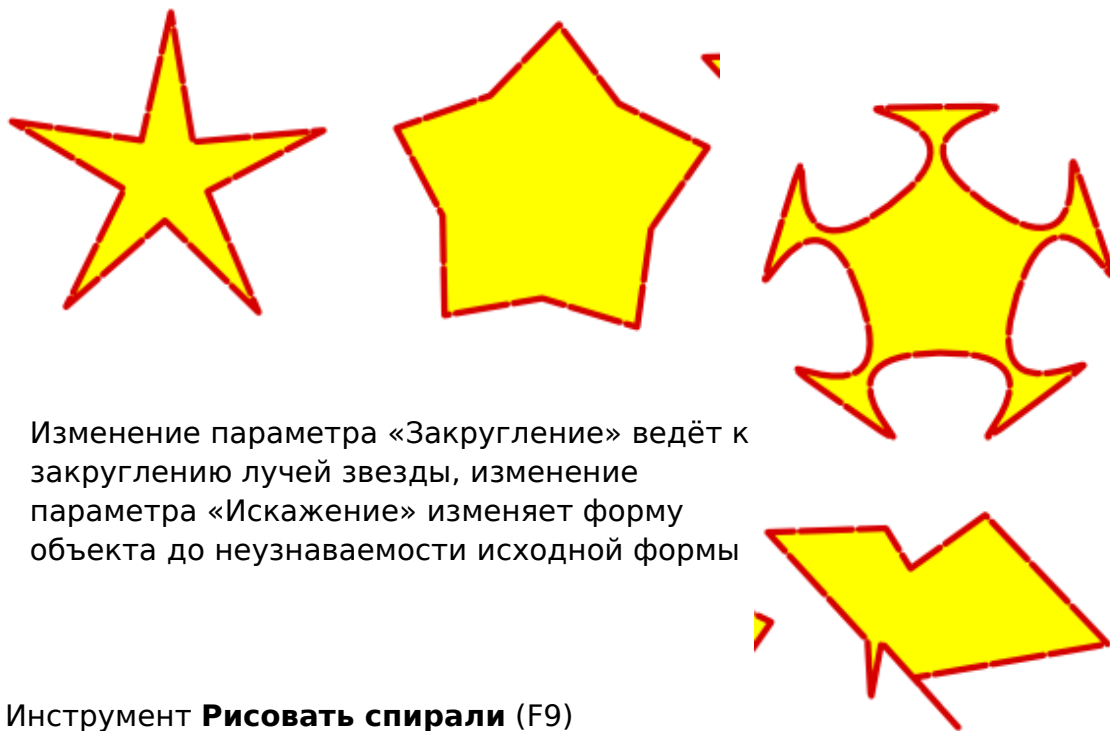 Изменение параметра «Закругление» ведёт к
закруглению лучей звезды, изменение
параметра «Искажение» изменяет форму
объекта до неузнаваемости исходной формы
Инструмент Рисовать спирали (F9)